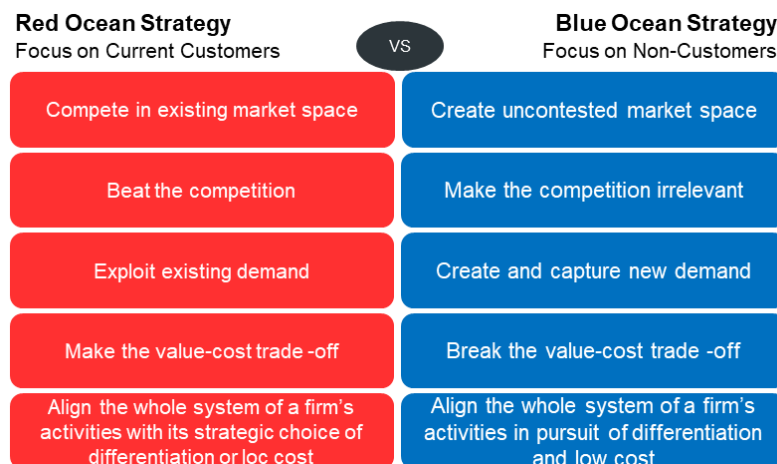 Red Ocean Strategy
Focus on Current Customers
VS
Blue Ocean Strategy
Focus on Non-Customers
Compete in existing market space
Create uncontested market space
Beat the competition
Make the competition irrelevant
Exploit existing demand
Create and capture new demand
Make the value-cost trade -off
Break the value-cost trade -off
Align the whole system of a firm's
activities with its strategic choice of
differentiation or loc cost
Align the whole system of a firm's
activities in pursuit of differentiation
and low cost